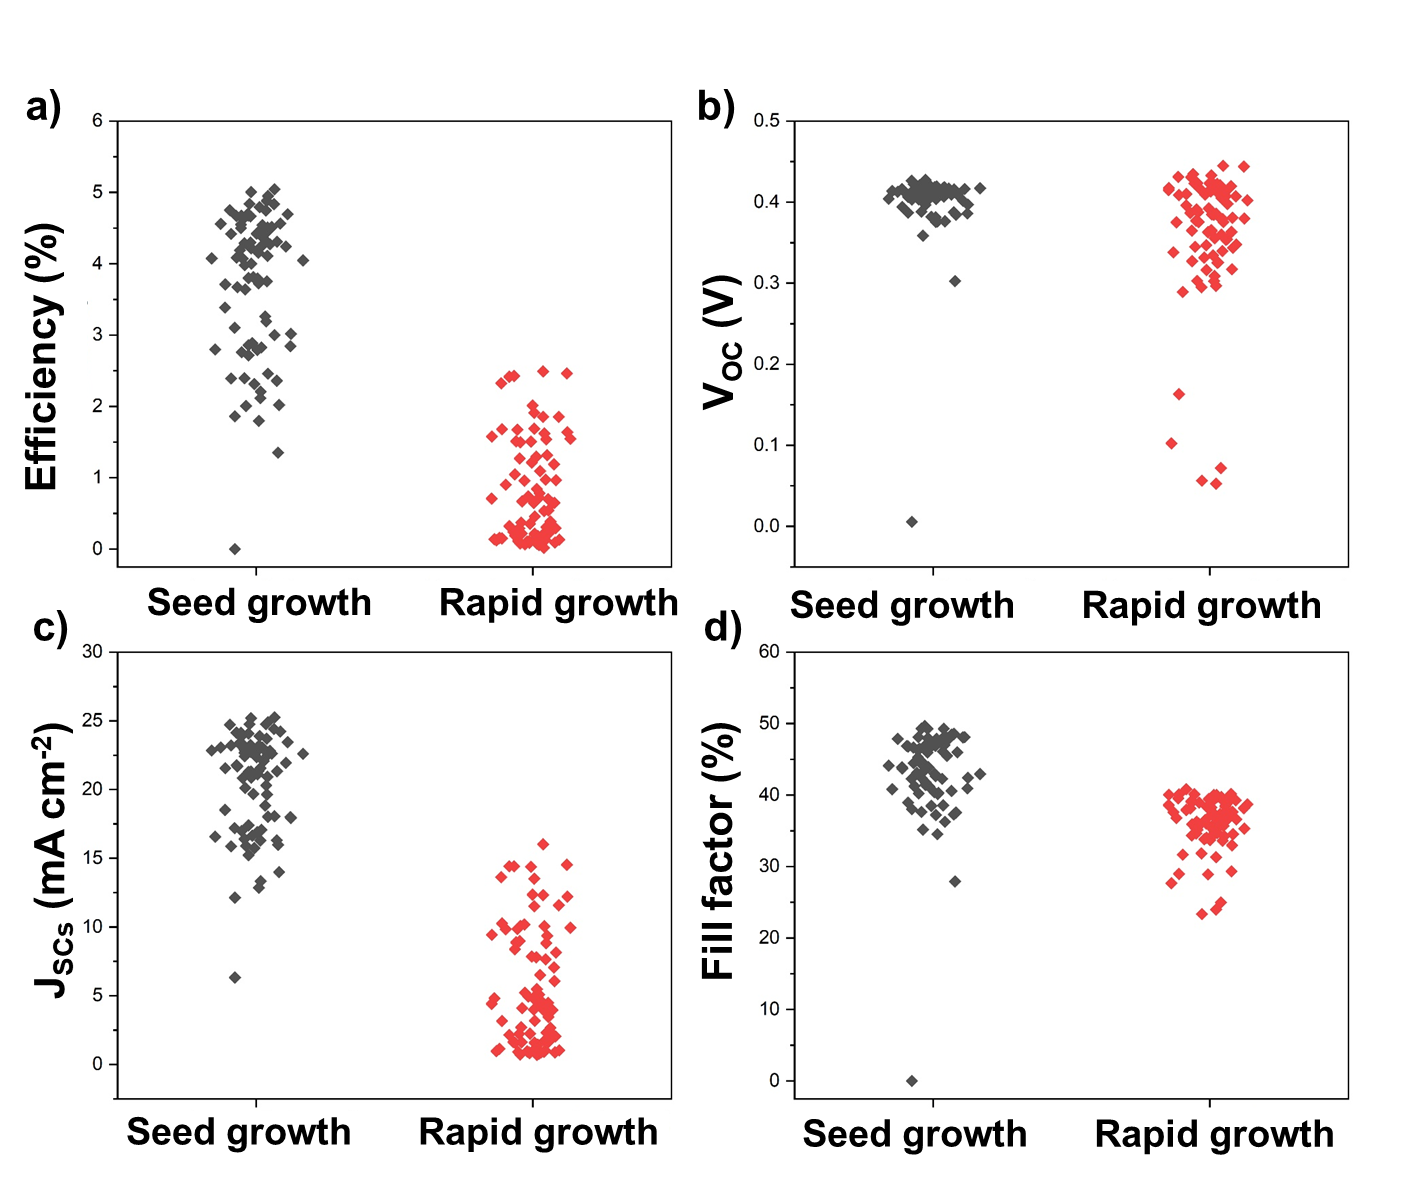 a)
Efficiency (%)
6
5
4
3
2
1
0
Seed growth
Rapid growth
b)
VOC (V)
0.5
0.4
0.3
0.2
0.1
0.0
Seed growth
Rapid growth
c)
JSCs (mA cm-2)
30
25
20
15
10
5
0
Seed growth
Rapid growth
d)
Fill factor (%)
60
50
40
30
20
10
0
Seed growth
Rapid growth